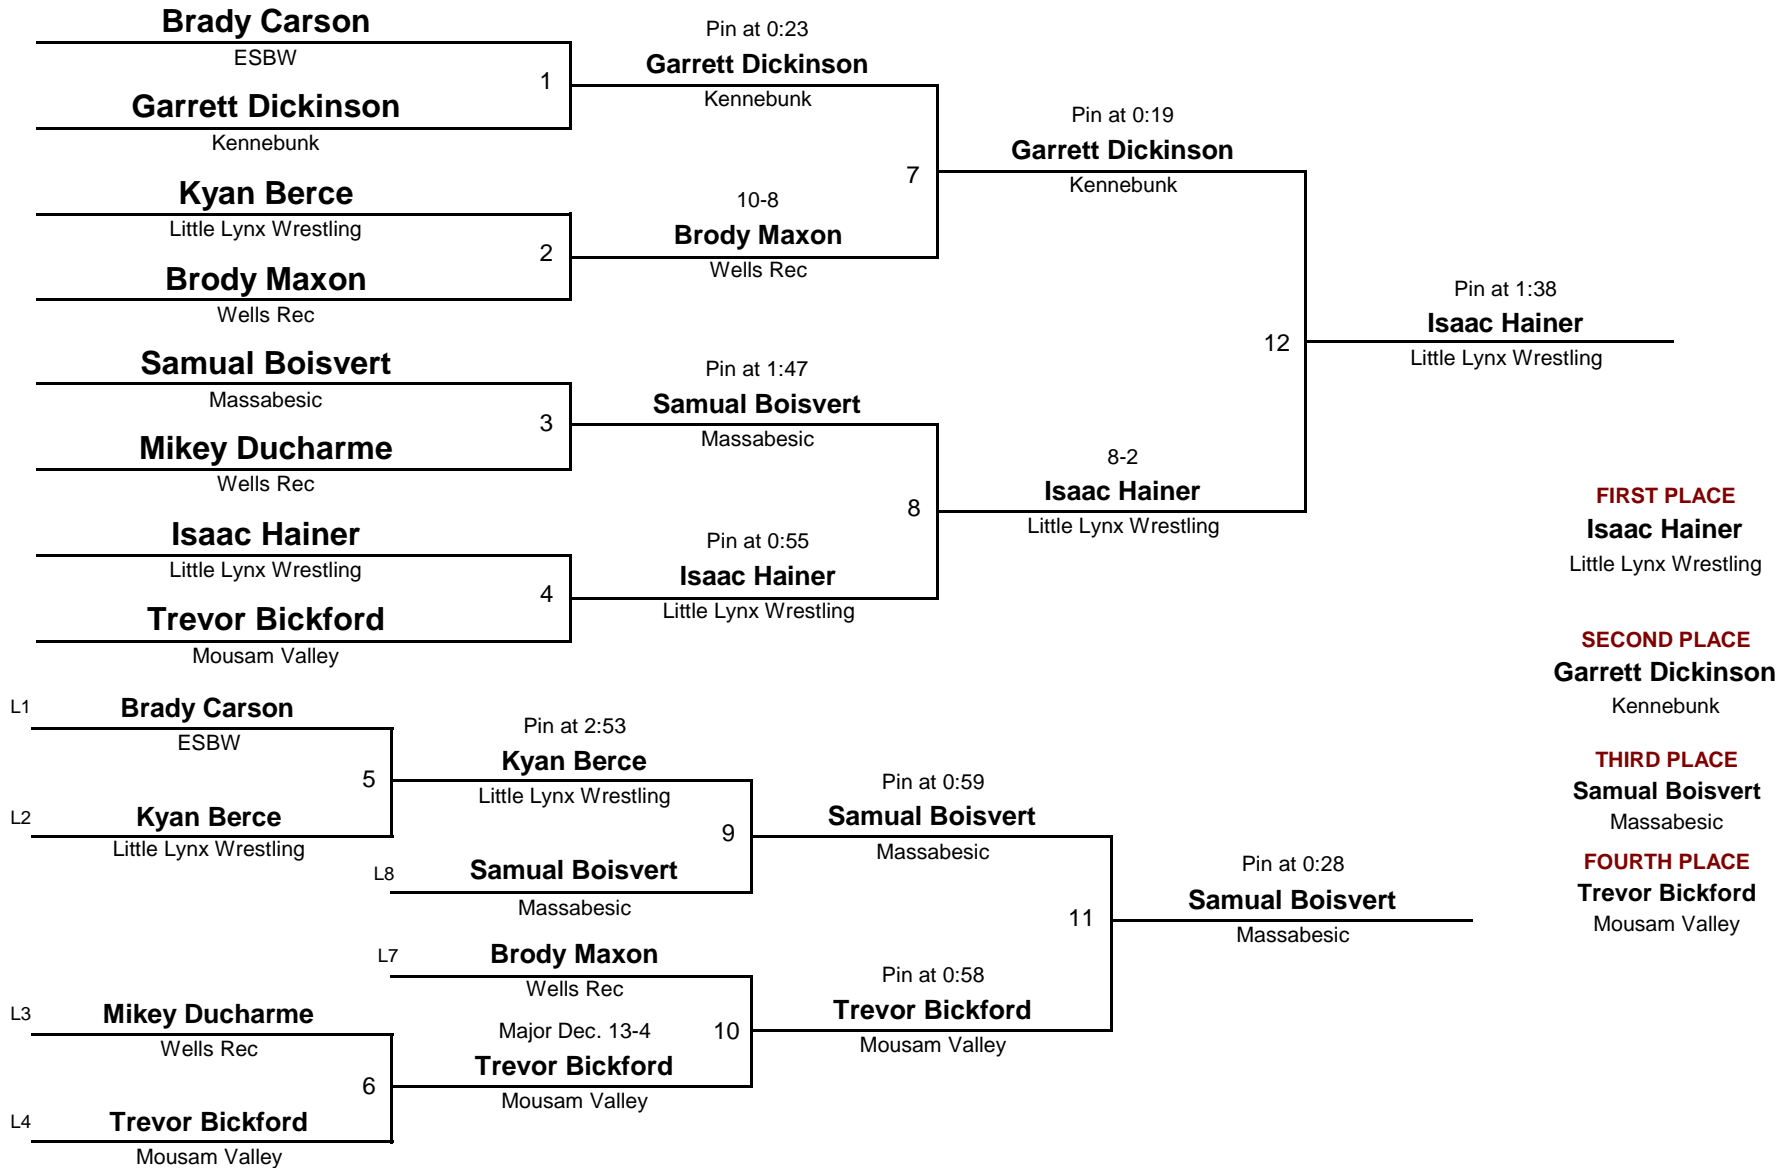 Brady Carson
ESBW
1
Garrett Dickinson
Kennebunk
Kyan Berce
Little Lynx Wrestling
2
Brody Maxon
Wells Rec
Samual Boisvert
Massabesic
3
Mikey Ducharme
Wells Rec
Isaac Hainer
Little Lynx Wrestling
4
Trevor Bickford
Mousam Valley
Pin at 0:23
Garrett Dickinson
Kennebunk
7
10-8
Brody Maxon
Wells Rec
Pin at 1:47
Samual Boisvert
Massabesic
8
Pin at 0:55
Isaac Hainer
Little Lynx Wrestling
Pin at 0:19
Garrett Dickinson
Kennebunk
12
8-2
Isaac Hainer
Little Lynx Wrestling
Pin at 1:38
Isaac Hainer
Little Lynx Wrestling
L1
Brady Carson
ESBW
5
L2
Kyan Berce
Little Lynx Wrestling
L3
Mikey Ducharme
Wells Rec
6
L4
Trevor Bickford
Mousam Valley
Pin at 2:53
Kyan Berce
Little Lynx Wrestling
9
L8
Samual Boisvert
Massabesic
L7
Brody Maxon
Wells Rec
10
Major Dec. 13-4
Trevor Bickford
Mousam Valley
Pin at 0:59
Samual Boisvert
Massabesic
11
Pin at 0:58
Trevor Bickford
Mousam Valley
Pin at 0:28
Samual Boisvert
Massabesic
FIRST PLACE
Isaac Hainer
Little Lynx Wrestling
SECOND PLACE
Garrett Dickinson
Kennebunk
THIRD PLACE
Samual Boisvert
Massabesic
FOURTH PLACE
Trevor Bickford
Mousam Valley